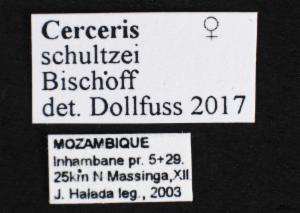 Cerceris ♀
schultzei
Bischoff
det. Dollfuss 2017
MOZAMBIQUE
Inhambane pr. 5+29.
25km N Massinga,XII.
J. Halada leg., 2003